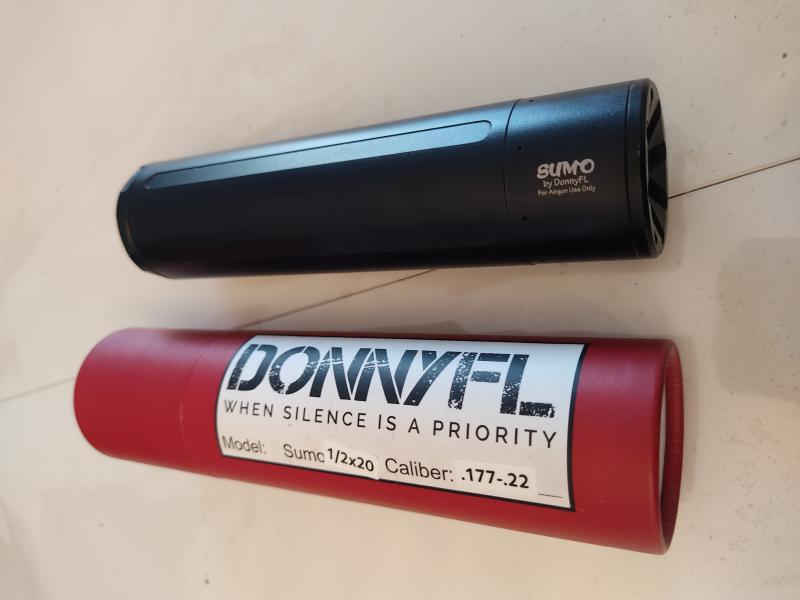 SUMO
by DonnyFL
For Airgun Use Only
DONNYFL
WHEN SILENCE IS A PRIORITY
Model: Sumo 1/2x20 Caliber: .177-.22